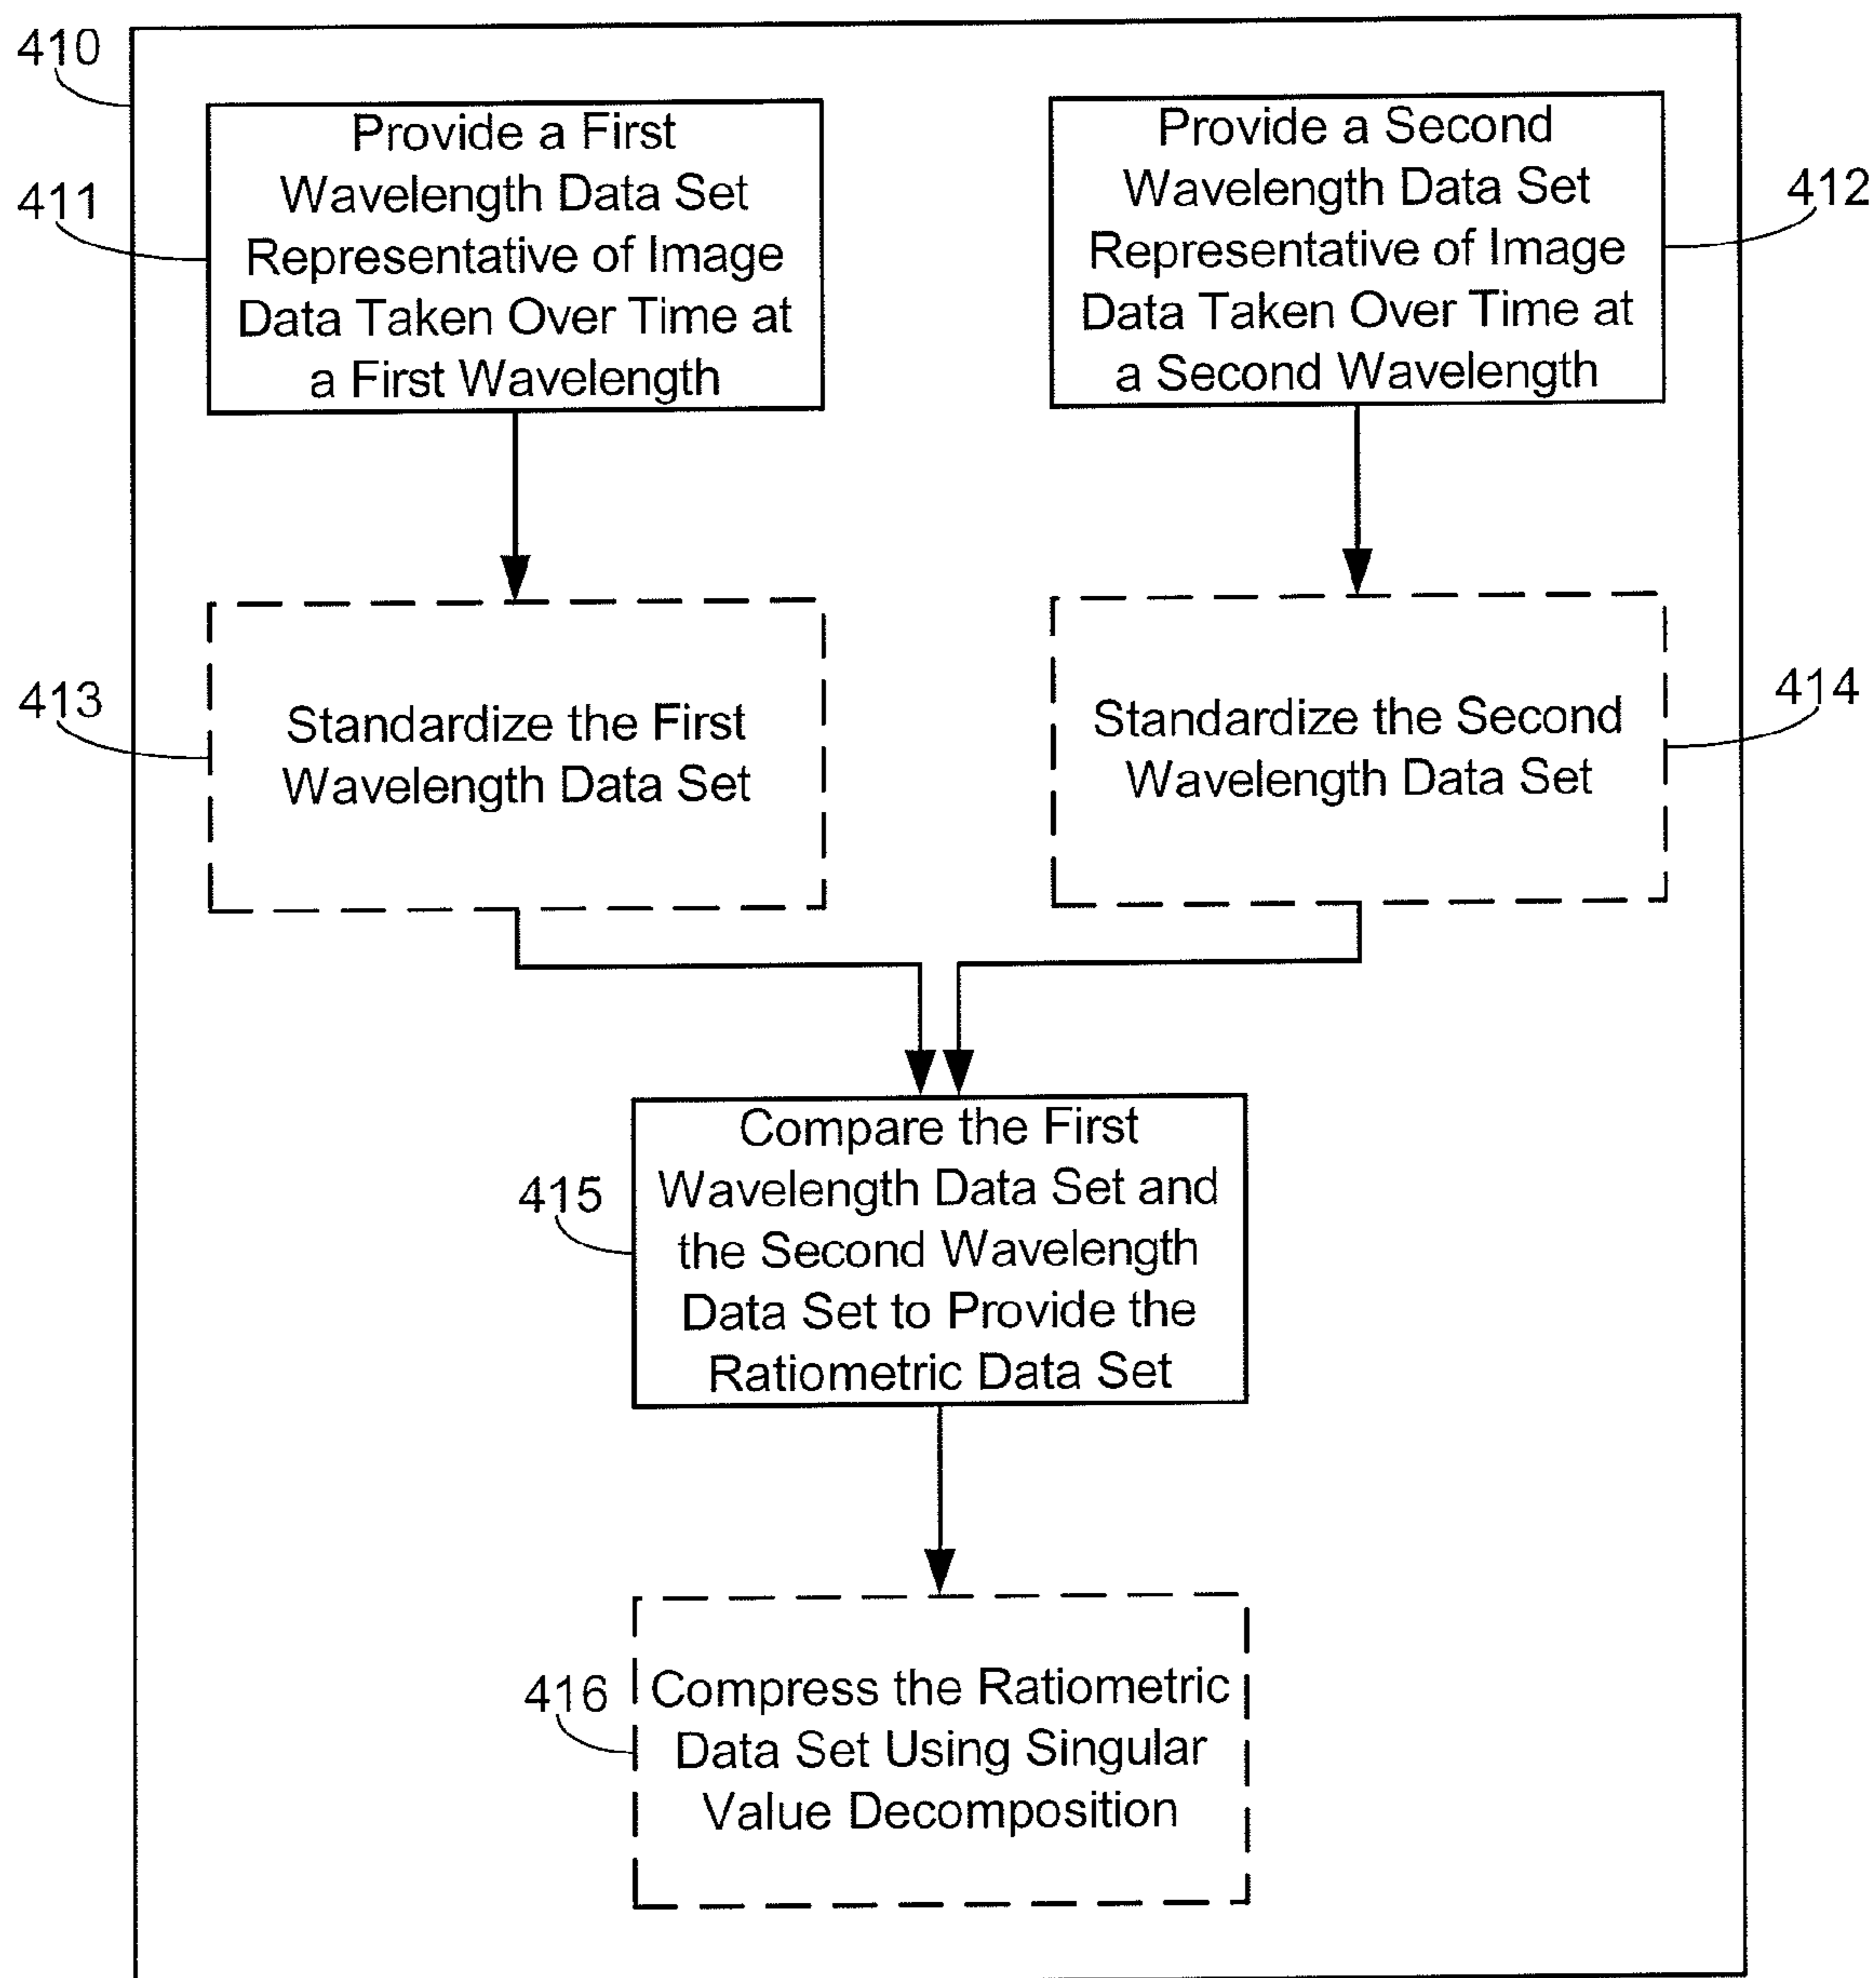 410
Provide a First
Wavelength Data Set
Representative of Image
Data Taken Over Time at
a First Wavelength
411
Provide a Second
Wavelength Data Set
Representative of Image
Data Taken Over Time at
a Second Wavelength
412
413
Standardize the First
Wavelength Data Set
Standardize the Second
Wavelength Data Set
414
415
Compare the First
Wavelength Data Set and
the Second Wavelength
Data Set to Provide the
Ratiometric Data Set
416
Compress the Ratiometric
Data Set Using Singular
Value Decomposition